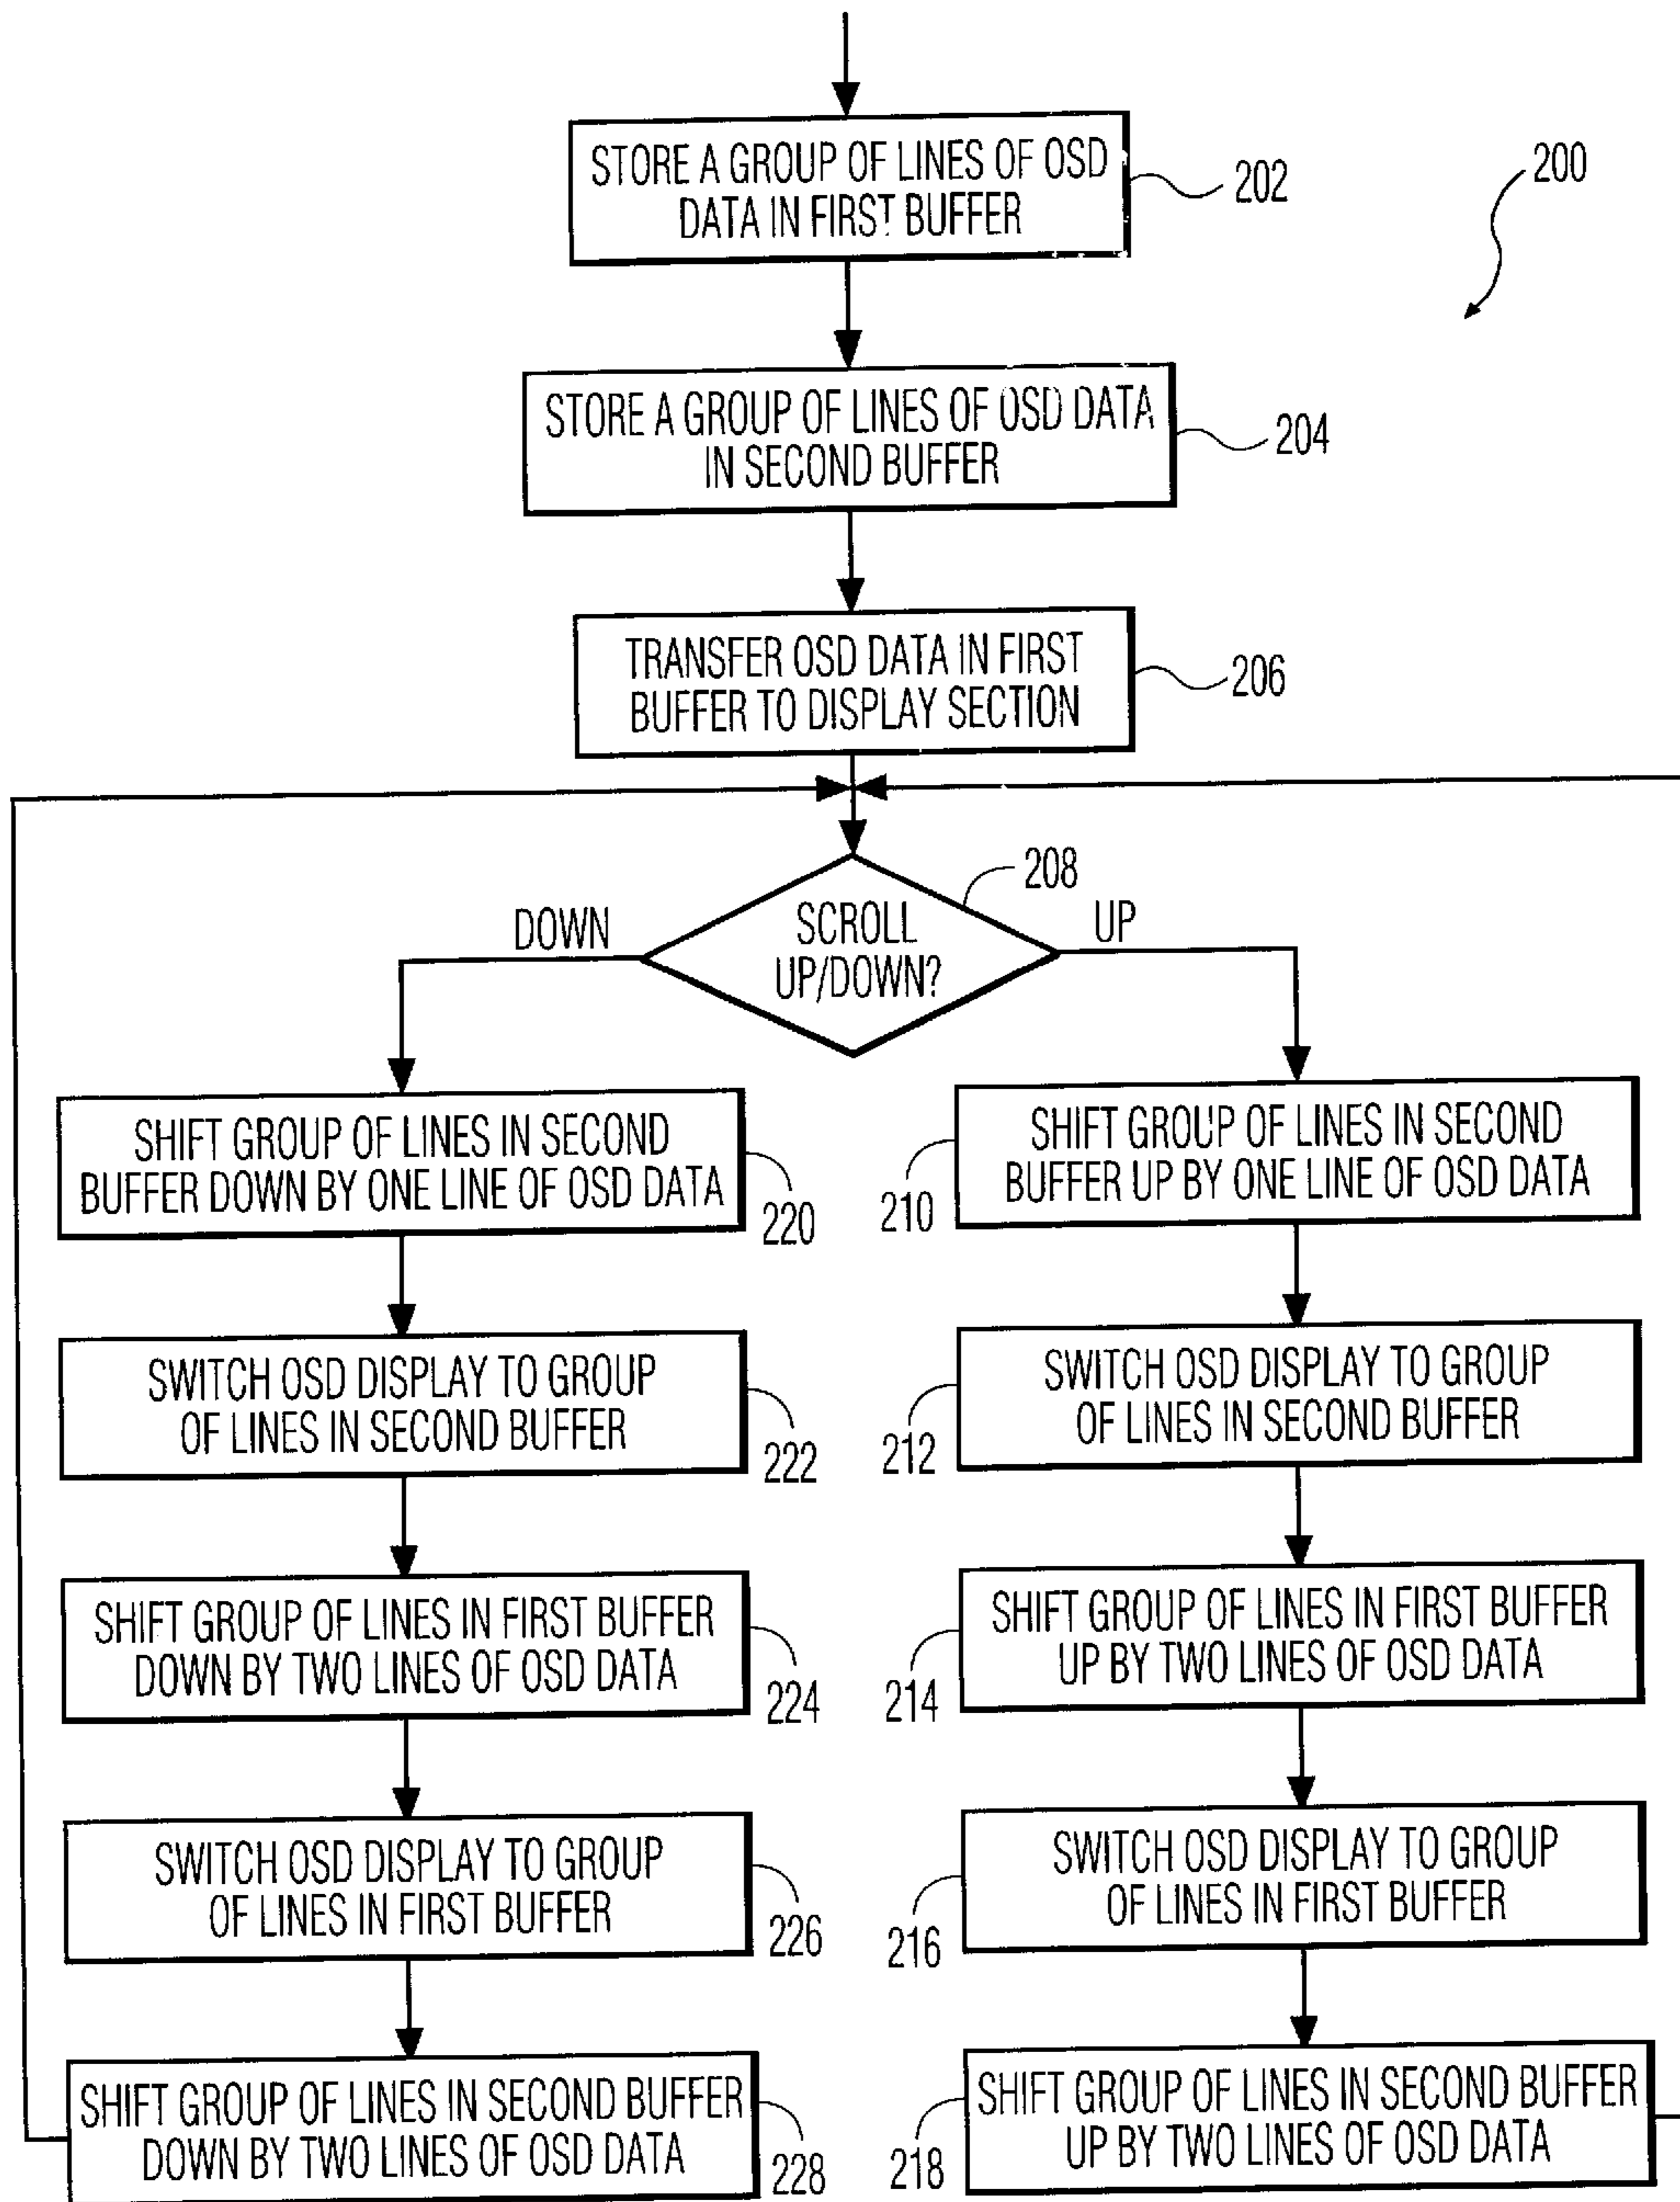 STORE A GROUP OF LINES OF OSD
DATA IN FIRST BUFFER
202
200
STORE A GROUP OF LINES OF OSD DATA
IN SECOND BUFFER
204
TRANSFER OSD DATA IN FIRST
BUFFER TO DISPLAY SECTION
206
208
DOWN
SCROLL
UP/DOWN?
UP
SHIFT GROUP OF LINES IN SECOND
BUFFER DOWN BY ONE LINE OF OSD DATA
220
SHIFT GROUP OF LINES IN SECOND
BUFFER UP BY ONE LINE OF OSD DATA
210
SWITCH OSD DISPLAY TO GROUP
OF LINES IN SECOND BUFFER
222
SWITCH OSD DISPLAY TO GROUP
OF LINES IN SECOND BUFFER
212
SHIFT GROUP OF LINES IN FIRST BUFFER
DOWN BY TWO LINES OF OSD DATA
224
SHIFT GROUP OF LINES IN FIRST BUFFER
UP BY TWO LINES OF OSD DATA
214
SWITCH OSD DISPLAY TO GROUP
OF LINES IN FIRST BUFFER
226
SWITCH OSD DISPLAY TO GROUP
OF LINES IN FIRST BUFFER
216
SHIFT GROUP OF LINES IN SECOND BUFFER
DOWN BY TWO LINES OF OSD DATA
228
SHIFT GROUP OF LINES IN SECOND BUFFER
UP BY TWO LINES OF OSD DATA
218